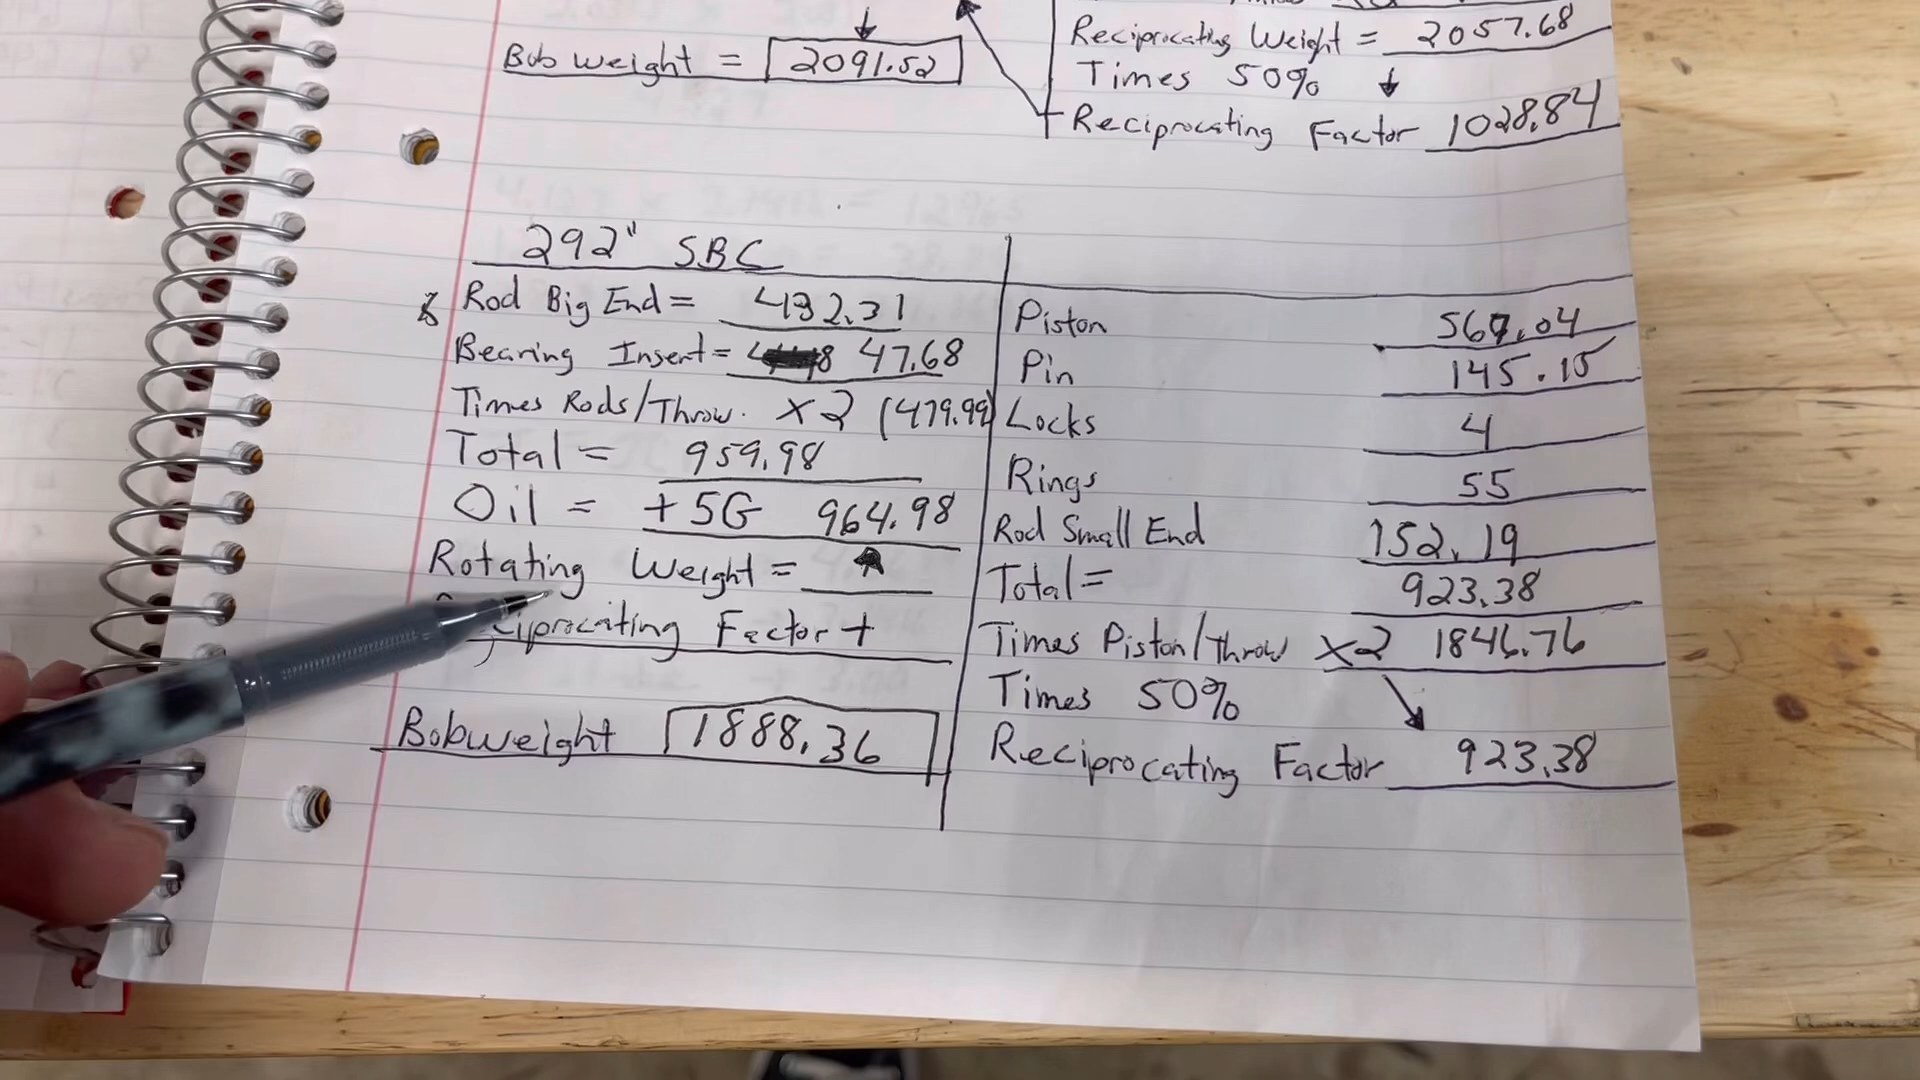 Bob Weight = 2091.52
Reciprocating Weight = 2057.68
Times 50%
Reciprocating Factor 1028.84
292" SBC
Rod Big End = 432.31
Bearing Insert = 47.68
Times Rods/Throw. X2 (479.99)
Total = 959.98
Oil = +5G 964.98
Rotating Weight =
Reciprocating Factor +
Bobweight 1888.36
Piston 567.04
Pin 145.15
Locks 4
Rings 55
Rod Small End 152.19
Total = 923.38
Times Piston/Throw X2 1846.76
Times 50%
Reciprocating Factor 923.38